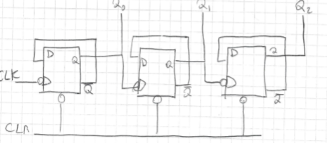 Q₀ Q₁ Q₂
D Q D Q D Q
CLK
Q̅ Q̅ Q̅
CLR